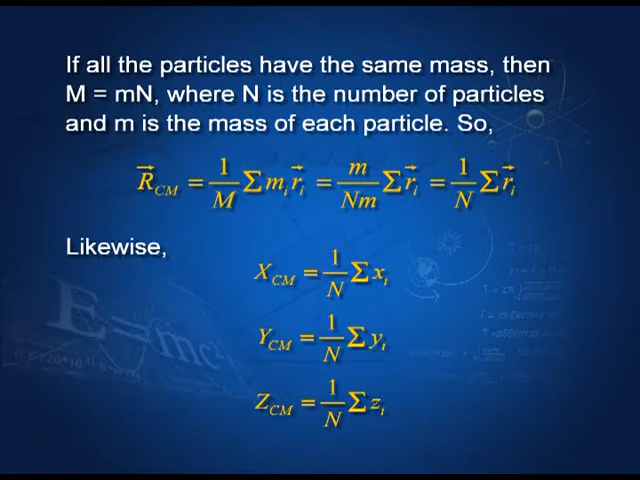 If all the particles have the same mass, then
M = mN, where N is the number of particles
and m is the mass of each particle. So,
R⃗_CM = 1/M Σ m_i r⃗_i = m/Nm Σ r⃗_i = 1/N Σ r⃗_i
Likewise,
X_CM = 1/N Σ x_i
Y_CM = 1/N Σ y_i
Z_CM = 1/N Σ z_i
E=mc²